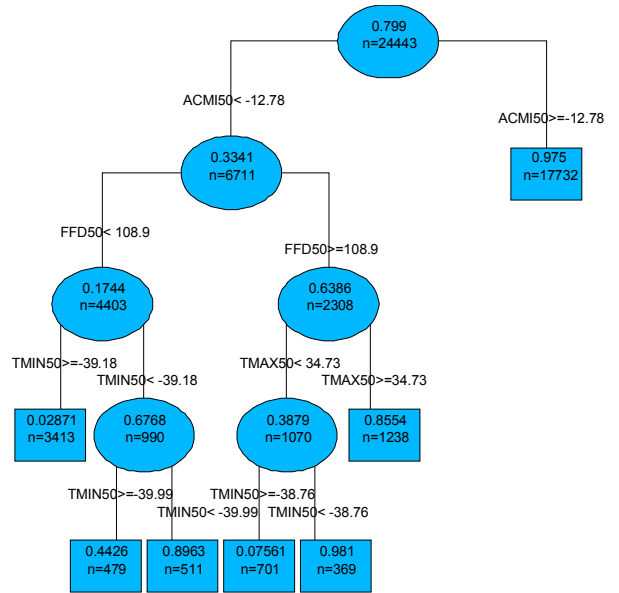 0.799
n=24443
ACMI50< -12.78
ACMI50>=-12.78
0.3341
n=6711
0.975
n=17732
FFD50< 108.9
FFD50>=108.9
0.1744
n=4403
0.6386
n=2308
TMIN50>=-39.18
TMIN50< -39.18
TMAX50< 34.73
TMAX50>=34.73
0.02871
n=3413
0.6768
n=990
0.3879
n=1070
0.8554
n=1238
TMIN50>=-39.99
TMIN50< -39.99
TMIN50>=-38.76
TMIN50< -38.76
0.4426
n=479
0.8963
n=511
0.07561
n=701
0.981
n=369